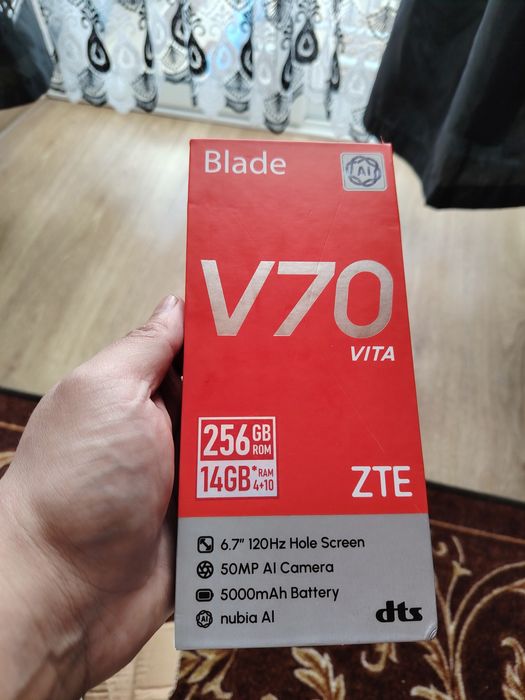 Blade
AI
V70
VITA
256 GB ROM
14GB* RAM 4+10
ZTE
6.7" 120Hz Hole Screen
50MP AI Camera
5000mAh Battery
AI nubia AI
dts